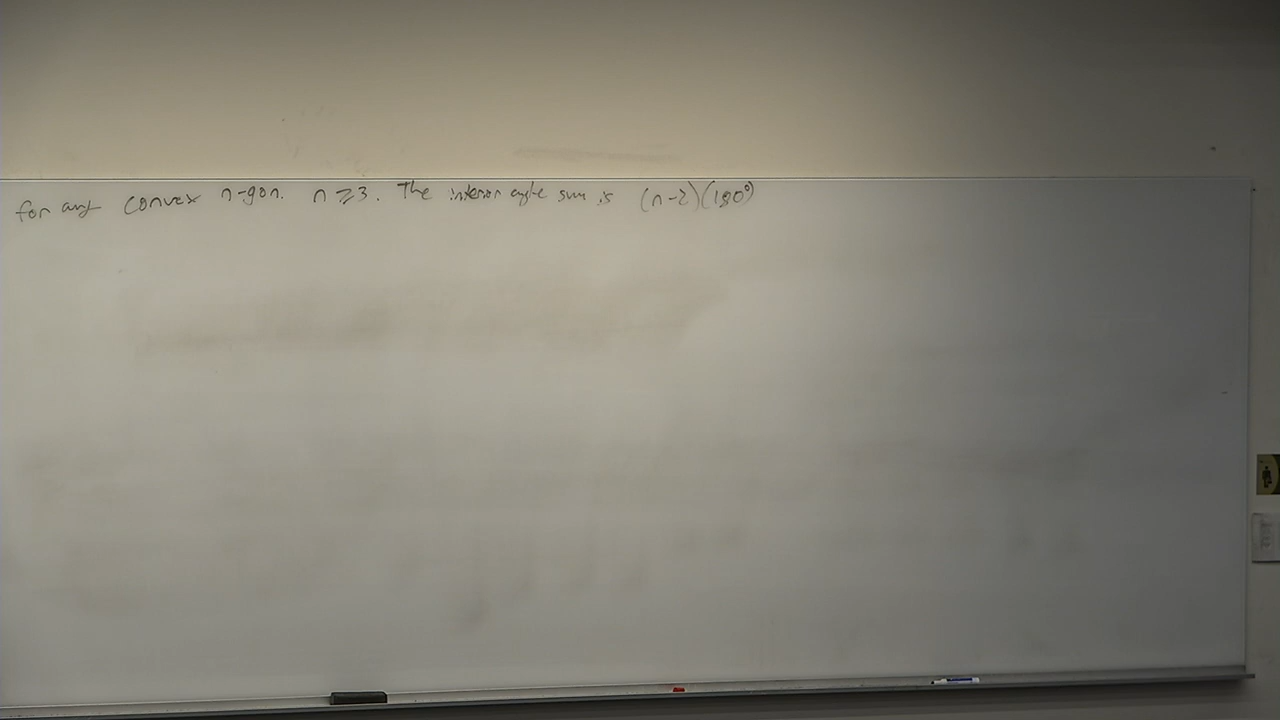 for any convex n-gon. n ⩾ 3. The interior angle sum is (n-2)(180°)